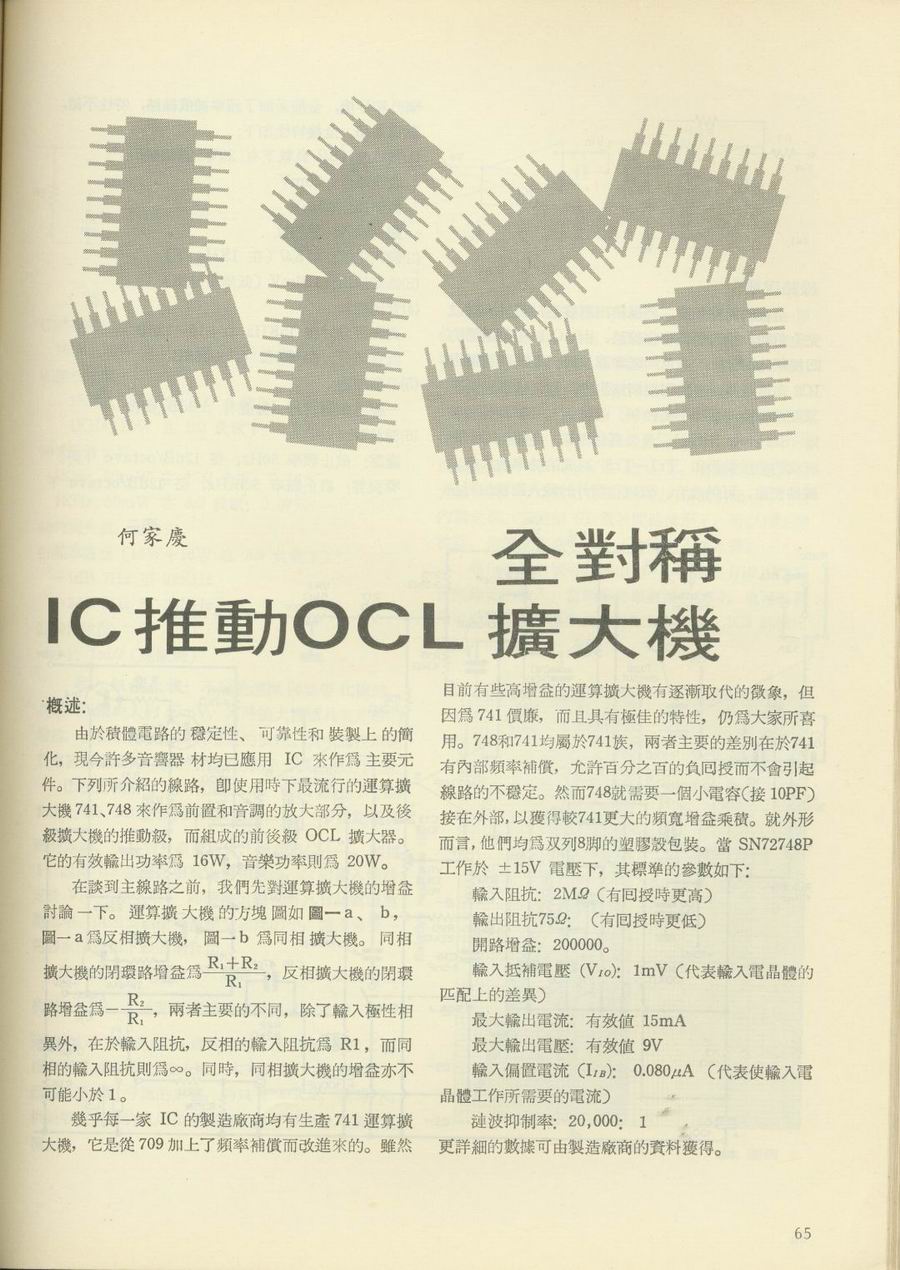 何家慶
全對稱
IC推動OCL 擴大機
概述：
由於積體電路的穩定性、可靠性和裝製上的簡
化，現今許多音響器材均已應用 IC 來作爲主要元
件。下列所介紹的線路，卽使用時下最流行的運算擴
大機741、748 來作爲前置和音調的放大部分，以及後
級擴大機的推動級，而組成的前後級 OCL 擴大器。
它的有效輸出功率爲 16W，音樂功率則爲 20W。
在談到主線路之前，我們先對運算擴大機的增益
討論一下。運算擴大機的方塊圖如圖一a、b，
圖一a爲反相擴大機，圖一b 爲同相擴大機。同相
擴大機的閉環路增益爲 R₁+R₂/R₁，反相擴大機的閉環
路增益爲－R₂/R₁，兩者主要的不同，除了輸入極性相
異外，在於輸入阻抗，反相的輸入阻抗爲 R1，而同
相的輸入阻抗則爲∞。同時，同相擴大機的增益亦不
可能小於1。
幾乎每一家 IC 的製造廠商均有生產 741 運算擴
大機，它是從 709 加上了頻率補償而改進來的。雖然
目前有些高增益的運算擴大機有逐漸取代的徵象，但
因爲 741 價廉，而且具有極佳的特性，仍爲大家所喜
用。748和741均屬於741族，兩者主要的差別在於741
有內部頻率補償，允許百分之百的負囘授而不會引起
線路的不穩定。然而748就需要一個小電容(接 10PF)
接在外部，以獲得較741更大的頻寬增益乘積。就外形
而言，他們均爲双列8脚的塑膠殼包裝。當 SN72748P
工作於 ±15V 電壓下，其標準的參數如下：
輸入阻抗：2MΩ（有囘授時更高）
輸出阻抗75Ω：（有囘授時更低）
開路增益：200000。
輸入抵補電壓（V_IO）：1mV（代表輸入電晶體的
匹配上的差異）
最大輸出電流：有效値 15mA
最大輸出電壓：有效値 9V
輸入偏置電流（I_IB）：0.080μA（代表使輸入電
晶體工作所需要的電流）
漣波抑制率：20,000：1
更詳細的數據可由製造廠商的資料獲得。
65